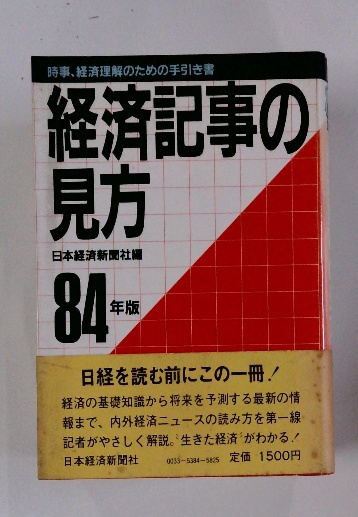 時事、経済理解のための手引き書
経済記事の
見方
日本経済新聞社編
84年版
日経を読む前にこの一冊!
経済の基礎知識から将来を予測する最新の情
報まで、内外経済ニュースの読み方を第一線
記者がやさしく解説。"生きた経済"がわかる!
日本経済新聞社 0033-5384-5825 定価 1500円